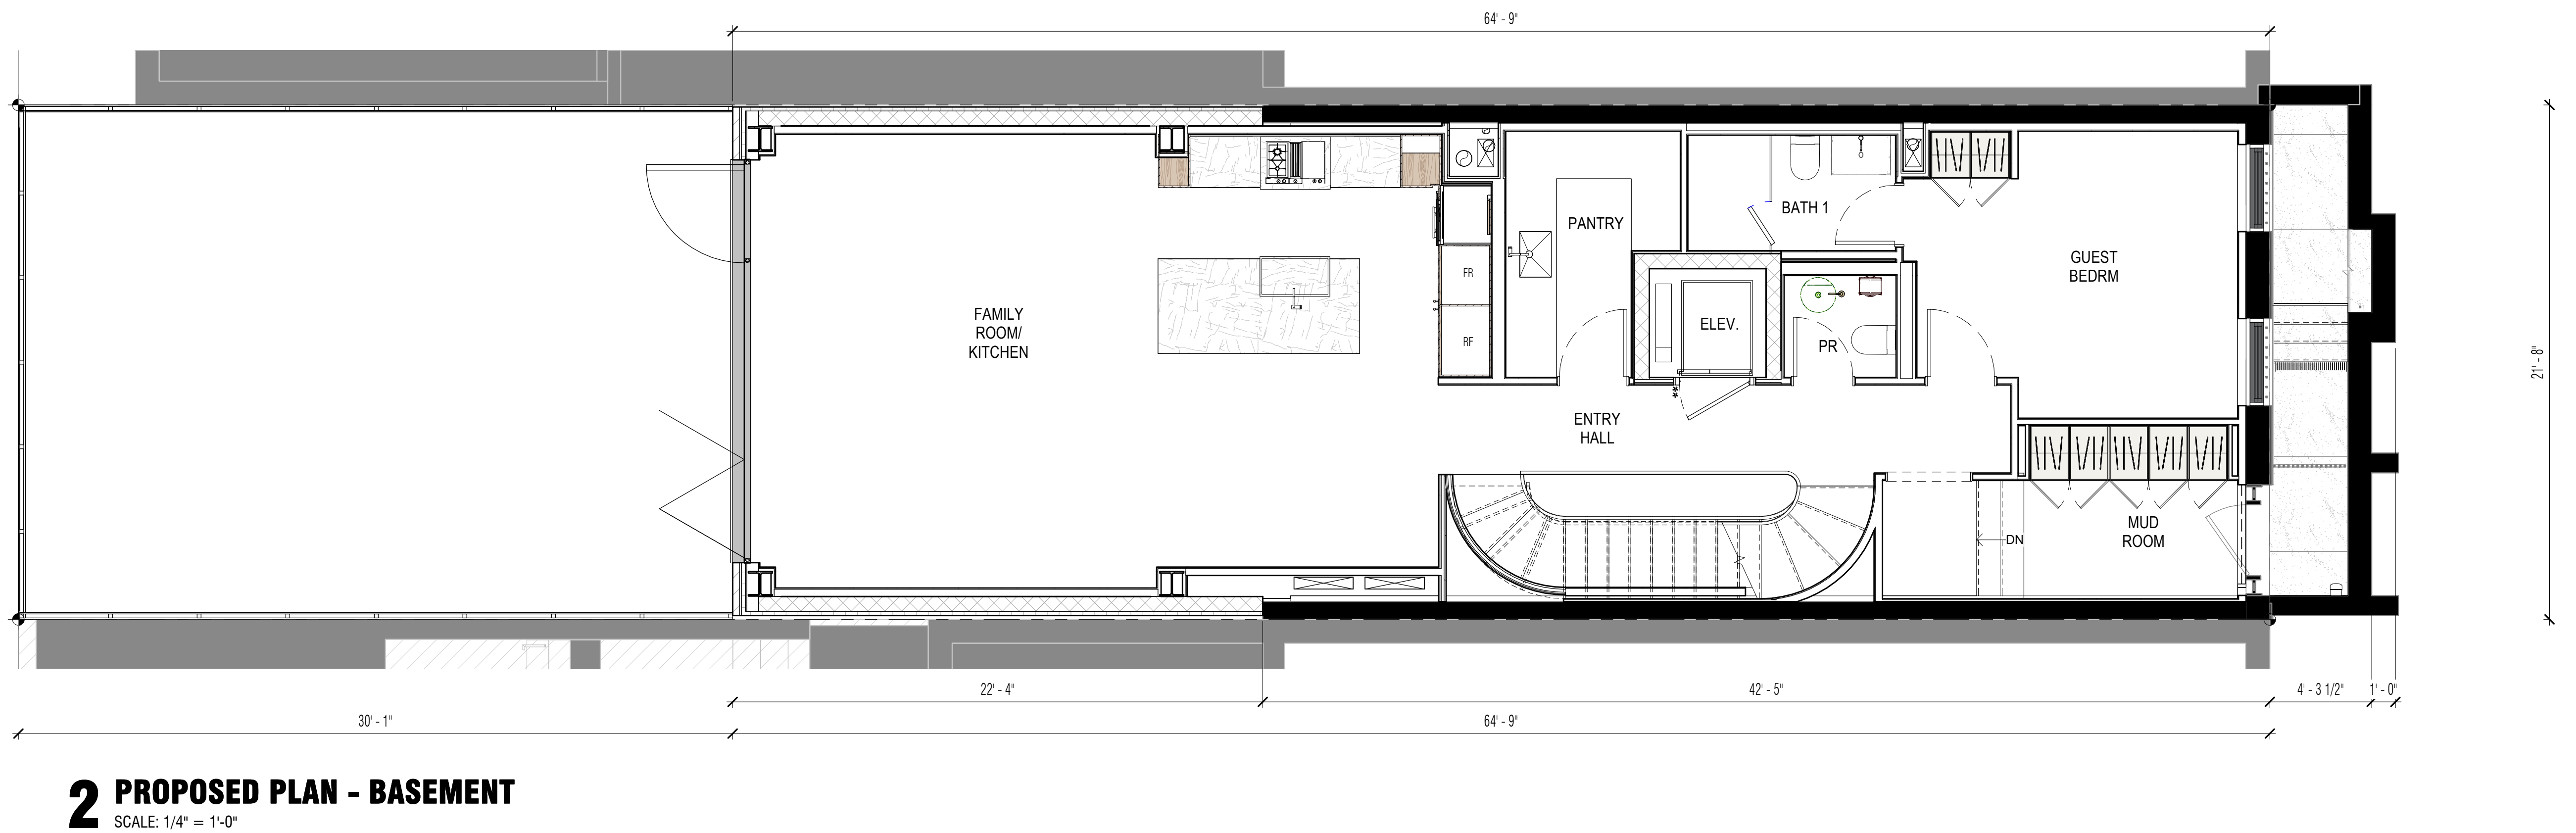 64' - 9"
BATH 1
PANTRY
GUEST
BEDRM
FR
FAMILY
ROOM/
KITCHEN
ELEV.
RF
PR
21' - 8"
ENTRY
HALL
MUD
ROOM
DN
22' - 4"
42' - 5"
4' - 3 1/2"
1' - 0"
30' - 1"
64' - 9"
2 PROPOSED PLAN - BASEMENT
SCALE: 1/4" = 1'-0"